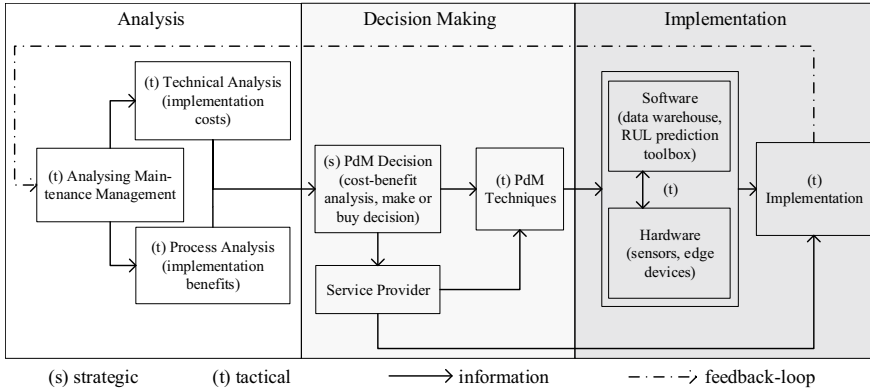 Analysis
Decision Making
Implementation
(t) Technical Analysis
(implementation
costs)
(t) Analysing Main-
tenance Management
(t) Process Analysis
(implementation
benefits)
(s) PdM Decision
(cost-benefit
analysis, make or
buy decision)
Service Provider
(t) PdM
Techniques
Software
(data warehouse,
RUL prediction
toolbox)
(t)
Hardware
(sensors, edge
devices)
(t)
Implementation
(s) strategic
(t) tactical
information
feedback-loop